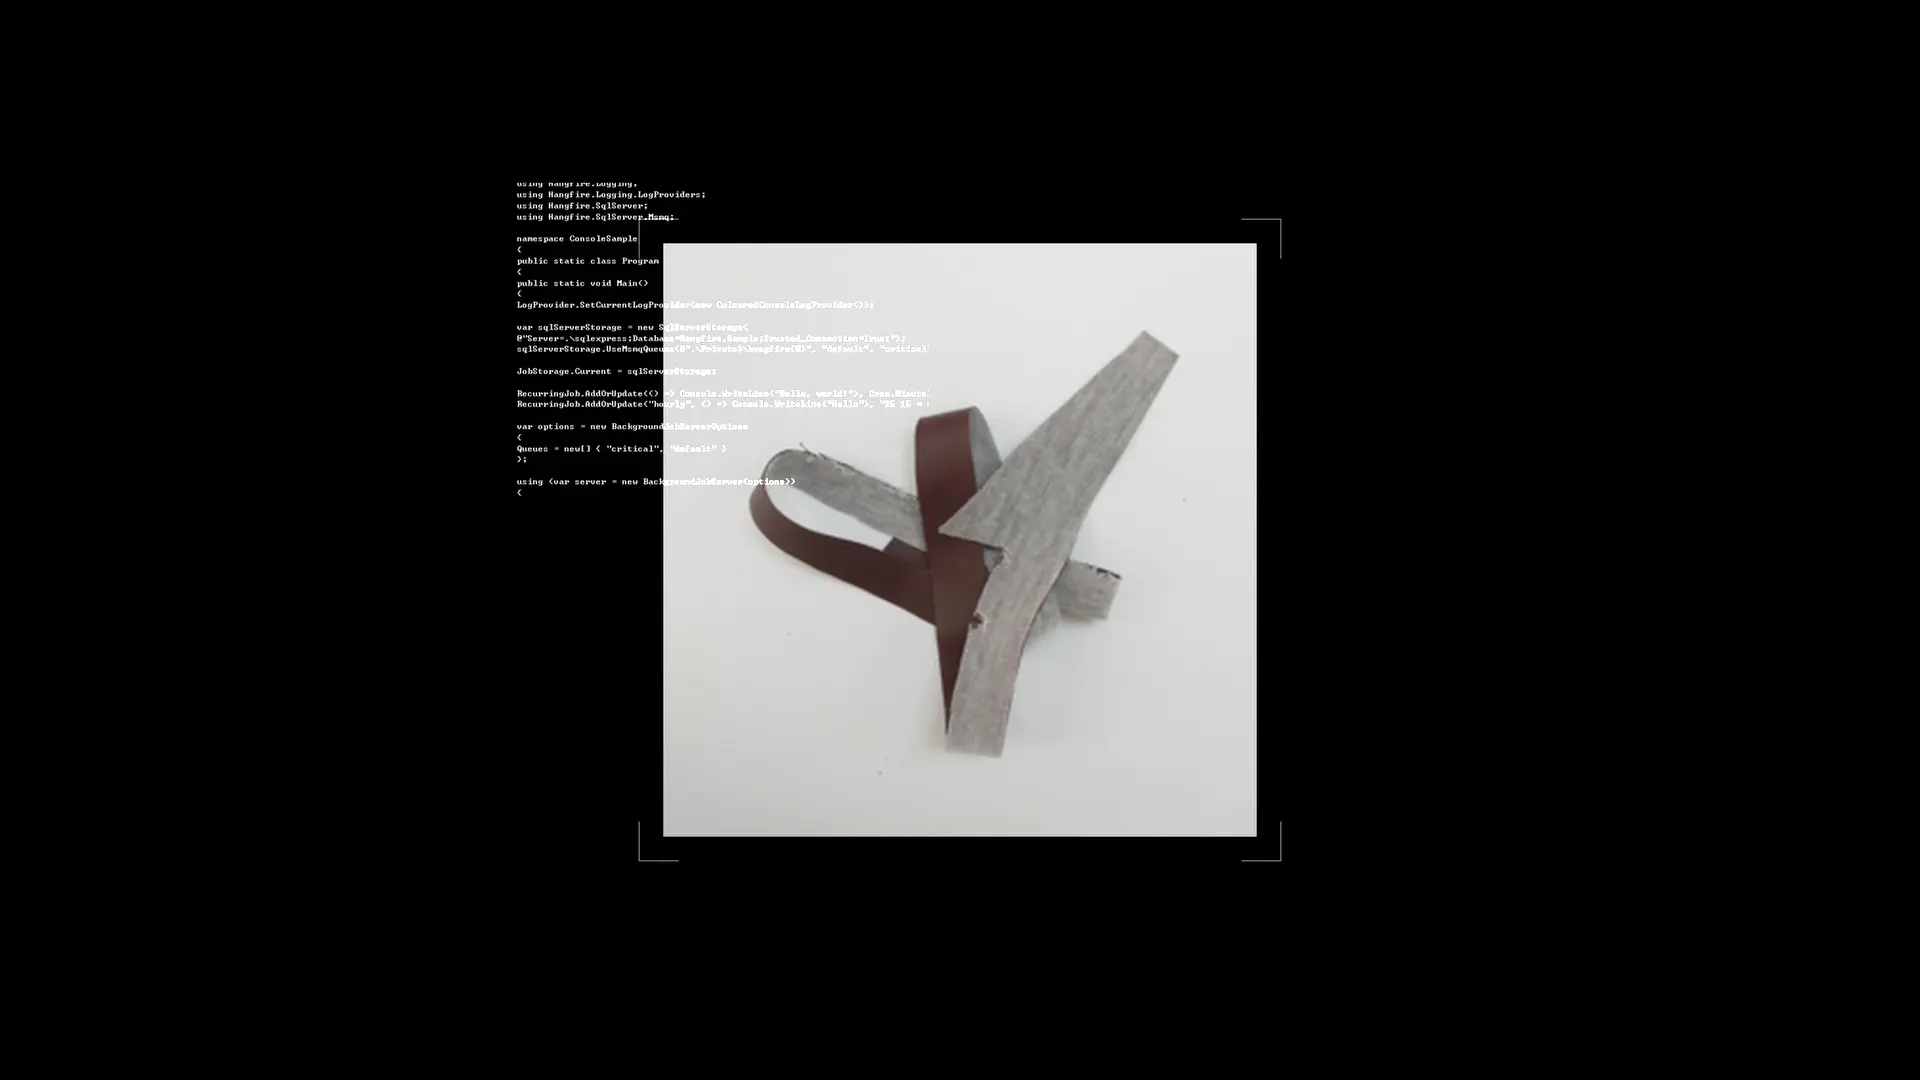 using Hangfire.Logging;
using Hangfire.Logging.LogProviders;
using Hangfire.SqlServer;
using Hangfire.SqlServer.Msmq;
namespace ConsoleSample
{
public static class Program
{
public static void Main()
{
LogProvider.SetCurrentLogProvider(new ColouredConsoleLogProvider());
var sqlServerStorage = new SqlServerStorage(
@"Server=.\sqlexpress;Database=Hangfire.Sample;Trusted_Connection=True;");
sqlServerStorage.UseMsmqQueues(@".\Private$\hangfire{0}", "default", "critical"
JobStorage.Current = sqlServerStorage;
RecurringJob.AddOrUpdate(() => Console.WriteLine("Hello, world!"), Cron.Minute
RecurringJob.AddOrUpdate("hourly", () => Console.WriteLine("Hello"), "25 15 *
var options = new BackgroundJobServerOptions
{
Queues = new[] { "critical", "default" }
};
using (var server = new BackgroundJobServer(options))
{